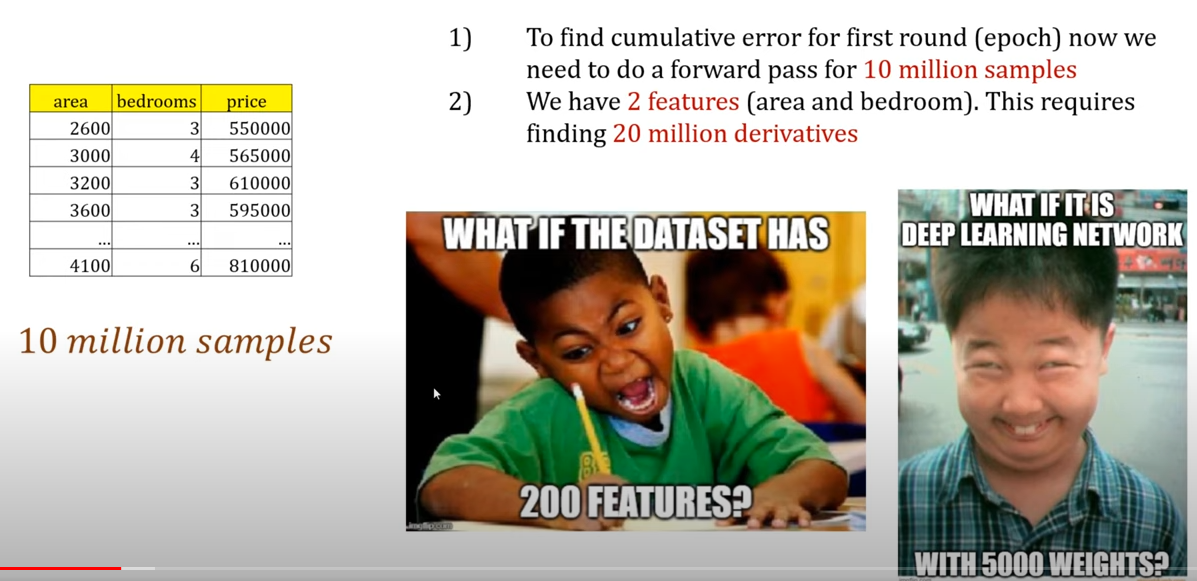 1) To find cumulative error for first round (epoch) now we
need to do a forward pass for 10 million samples
2) We have 2 features (area and bedroom). This requires
finding 20 million derivatives
area bedrooms price
2600 3 550000
3000 4 565000
3200 3 610000
3600 3 595000
... ... ...
4100 6 810000
10 million samples
WHAT IF THE DATASET HAS
200 FEATURES?
WHAT IF IT IS
DEEP LEARNING NETWORK
WITH 5000 WEIGHTS?